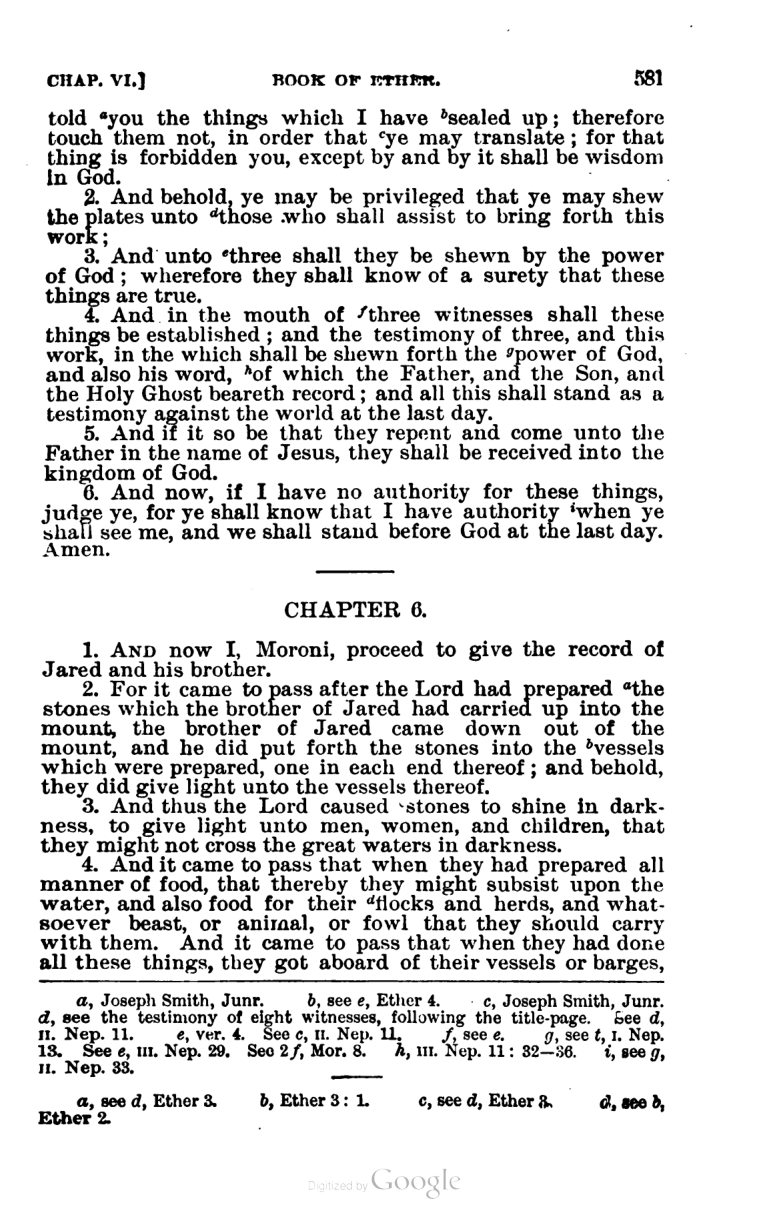 CHAP. VI.] BOOK OF ETHER. 581
told ᵃyou the things which I have ᵇsealed up; therefore
touch them not, in order that ᶜye may translate; for that
thing is forbidden you, except by and by it shall be wisdom
in God.
2. And behold, ye may be privileged that ye may shew
the plates unto ᵈthose who shall assist to bring forth this
work;
3. And unto ᵉthree shall they be shewn by the power
of God; wherefore they shall know of a surety that these
things are true.
4. And in the mouth of ᶠthree witnesses shall these
things be established; and the testimony of three, and this
work, in the which shall be shewn forth the ᵍpower of God,
and also his word, ʰof which the Father, and the Son, and
the Holy Ghost beareth record; and all this shall stand as a
testimony against the world at the last day.
5. And if it so be that they repent and come unto the
Father in the name of Jesus, they shall be received into the
kingdom of God.
6. And now, if I have no authority for these things,
judge ye, for ye shall know that I have authority ⁱwhen ye
shall see me, and we shall stand before God at the last day.
Amen.
CHAPTER 6.
1. AND now I, Moroni, proceed to give the record of
Jared and his brother.
2. For it came to pass after the Lord had prepared ᵃthe
stones which the brother of Jared had carried up into the
mount, the brother of Jared came down out of the
mount, and he did put forth the stones into the ᵇvessels
which were prepared, one in each end thereof; and behold,
they did give light unto the vessels thereof.
3. And thus the Lord caused stones to shine in dark-
ness, to give light unto men, women, and children, that
they might not cross the great waters in darkness.
4. And it came to pass that when they had prepared all
manner of food, that thereby they might subsist upon the
water, and also food for their ᵈflocks and herds, and what-
soever beast, or animal, or fowl that they should carry
with them. And it came to pass that when they had done
all these things, they got aboard of their vessels or barges,
a, Joseph Smith, Junr. b, see e, Ether 4. c, Joseph Smith, Junr.
d, see the testimony of eight witnesses, following the title-page. See d,
II. Nep. 11. e, ver. 4. See c, II. Nep. 11. f, see e. g, see t, I. Nep.
13. See e, III. Nep. 29. See 2f, Mor. 8. h, III. Nep. 11: 32—36. i, see g,
II. Nep. 33.
a, see d, Ether 3. b, Ether 3: 1. c, see d, Ether 3. d, see b,
Ether 2.
Digitized by Google